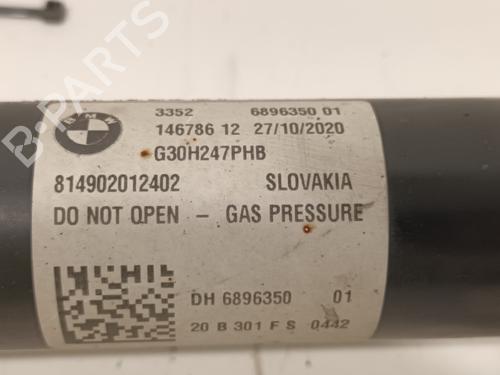 BMW
3352 6896350 01
146786 12 27/10/2020
G30H247PHB
814902012402 SLOVAKIA
DO NOT OPEN - GAS PRESSURE
DH 6896350 01
20 B 301 F S 0442